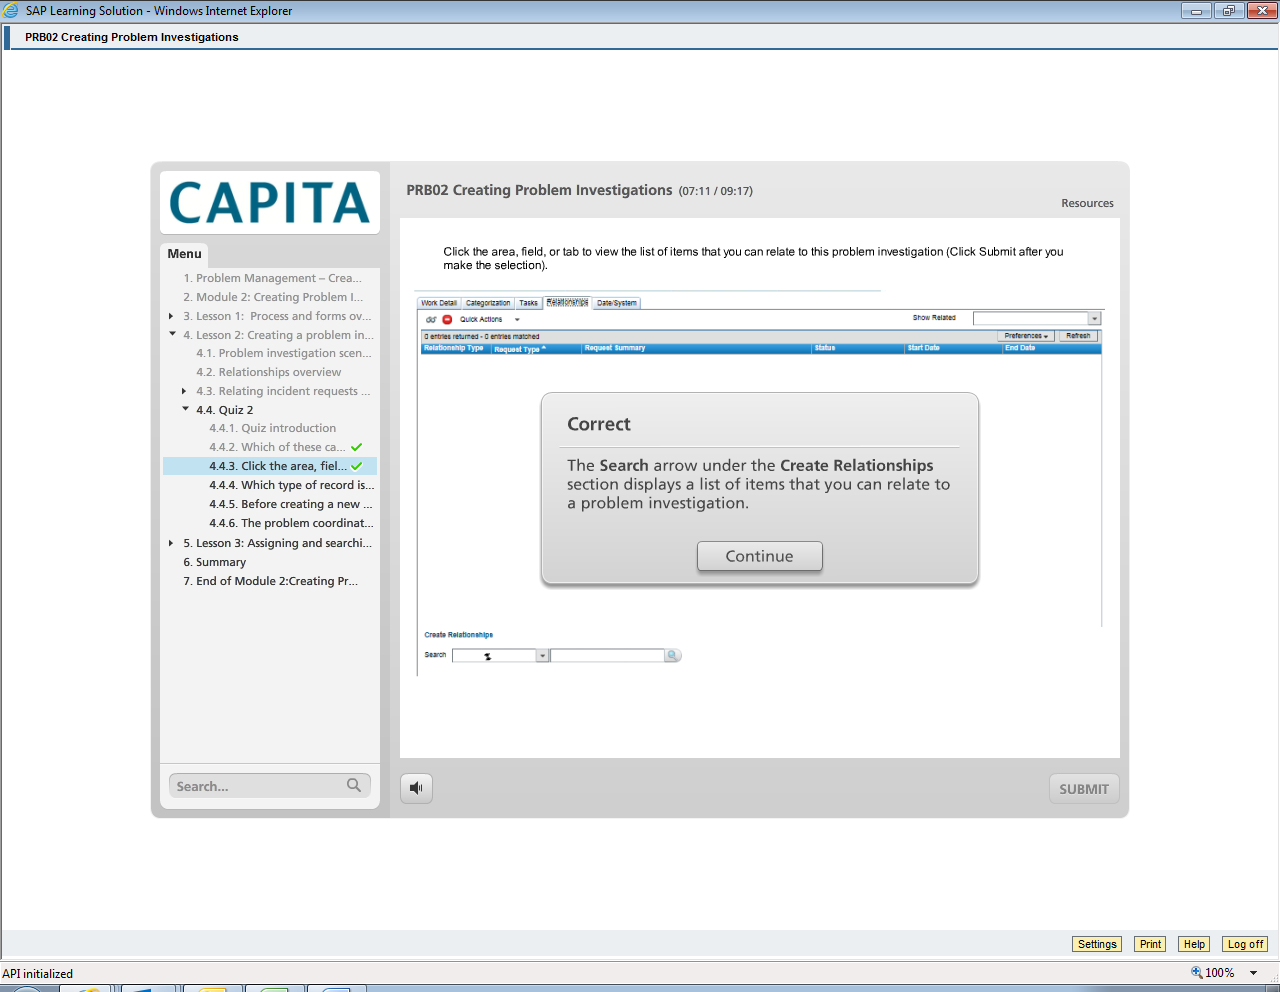 SAP Learning Solution - Windows Internet Explorer
PRB02 Creating Problem Investigations
CAPITA
PRB02 Creating Problem Investigations (07:11 / 09:17)
Resources
Menu
1. Problem Management – Crea...
2. Module 2: Creating Problem I...
3. Lesson 1: Process and forms ov...
4. Lesson 2: Creating a problem in...
4.1. Problem investigation scen...
4.2. Relationships overview
4.3. Relating incident requests ...
4.4. Quiz 2
4.4.1. Quiz introduction
4.4.2. Which of these ca...
4.4.3. Click the area, fiel...
4.4.4. Which type of record is...
4.4.5. Before creating a new ...
4.4.6. The problem coordinat...
5. Lesson 3: Assigning and searchi...
6. Summary
7. End of Module 2:Creating Pr...
Search...
Click the area, field, or tab to view the list of items that you can relate to this problem investigation (Click Submit after you
make the selection).
Work Detail Categorization Tasks Relationships Date/System
Quick Actions
Show Related
0 entries returned - 0 entries matched
Preferences
Refresh
Relationship Type Request Type Request Summary Status Start Date End Date
Correct
The Search arrow under the Create Relationships
section displays a list of items that you can relate to
a problem investigation.
Continue
Create Relationships
Search
SUBMIT
Settings Print Help Log off
API initialized
100%